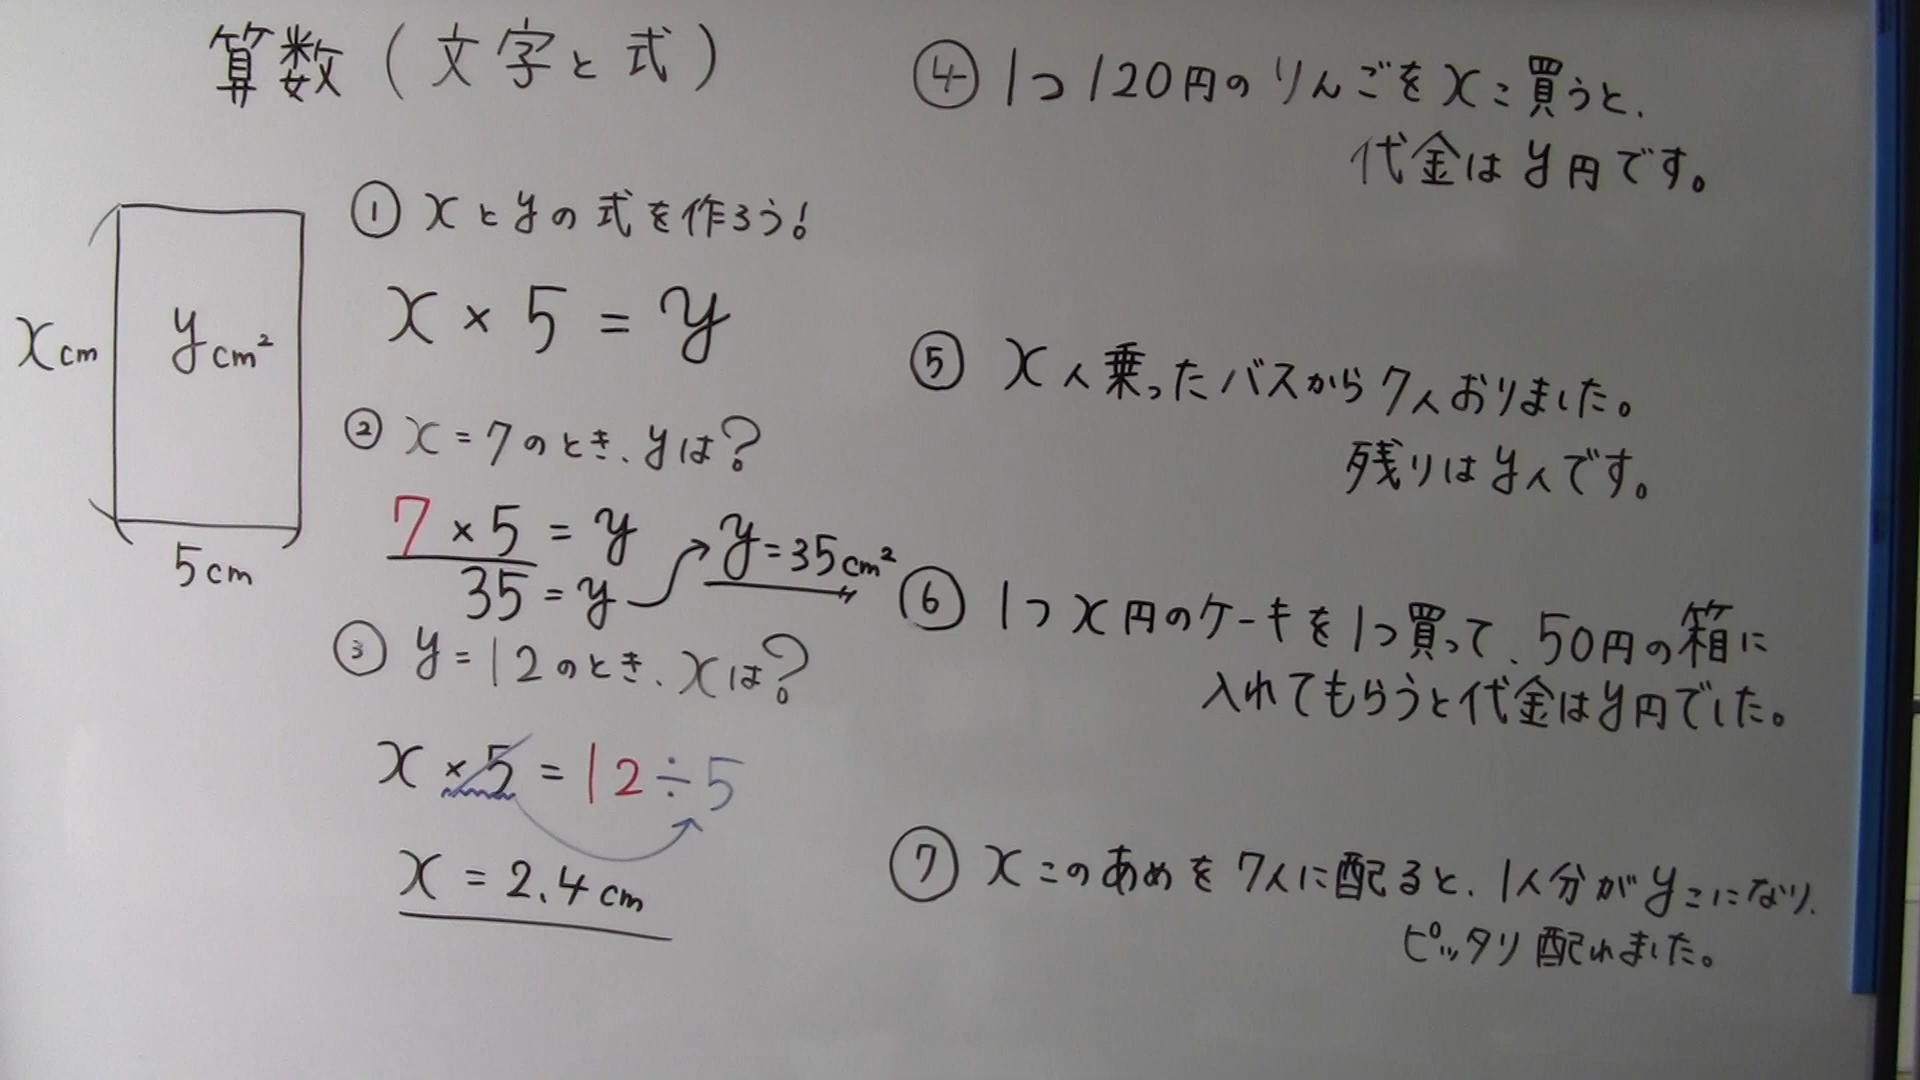 算数(文字と式)
xcm
ycm²
5cm
① xとyの式を作ろう!
x × 5 = y
② x=7のとき、yは?
7 × 5 = y
35 = y
y=35cm²
③ y=12のとき、xは?
x ×5 = 12÷5
x = 2.4cm
④ 1つ120円のりんごをxこ買うと、
代金はy円です。
⑤ x人乗ったバスから7人おりました。
残りはy人です。
⑥ 1つx円のケーキを1つ買って、50円の箱に
入れてもらうと代金はy円でした。
⑦ xこのあめを7人に配ると、1人分がyこになり、
ピッタリ配れました。